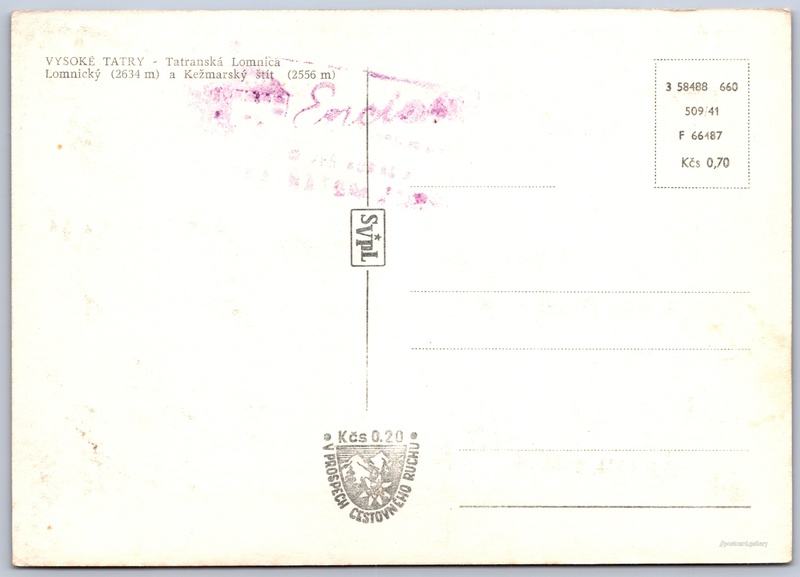 VYSOKÉ TATRY - Tatranská Lomnica
Lomnický (2634 m) a Kežmarský štít (2556 m)
3 58488 660
509/41
F 66487
Kčs 0,70
SVPL
Kčs 0.20
V PROSPECH CESTOVNÉHO RUCHU